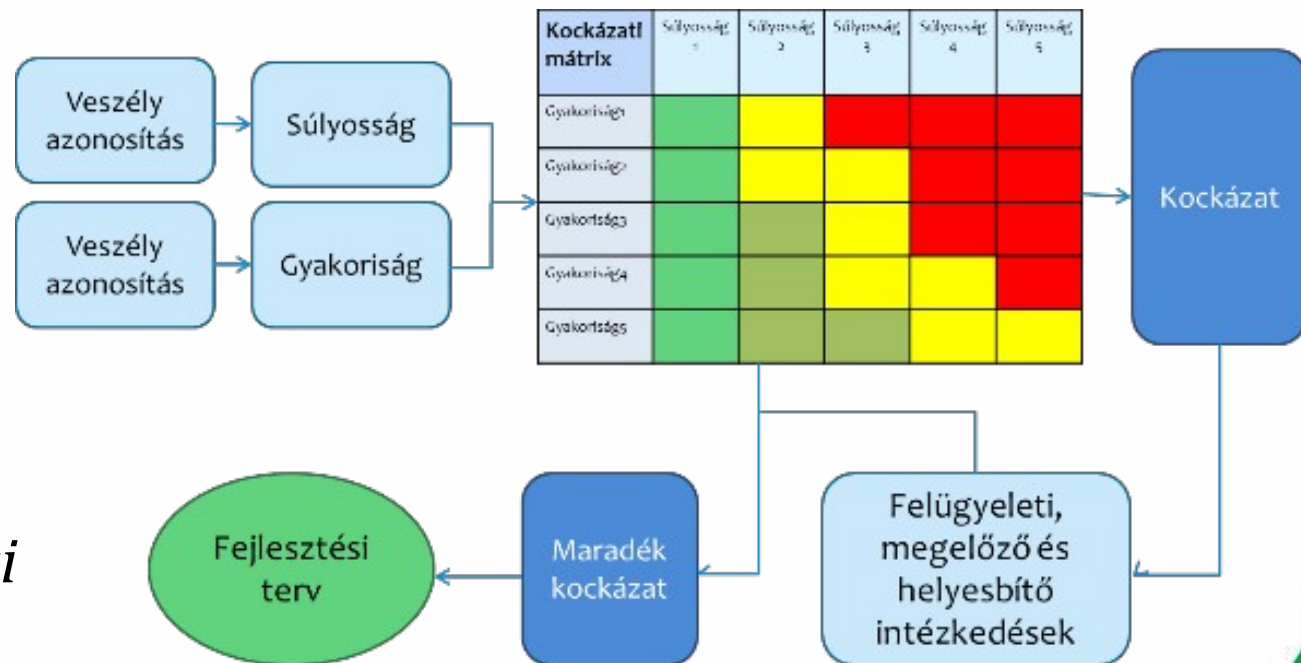 Veszély
azonosítás
Súlyosság
Veszély
azonosítás
Gyakoriság
Kockázati
mátrix
Súlyosság
1
Súlyosság
2
Súlyosság
3
Súlyosság
4
Súlyosság
5
Gyakoriság1
Gyakoriság2
Gyakoriság3
Gyakoriság4
Gyakoriság5
Kockázat
Felügyeleti,
megelőző és
helyesbítő
intézkedések
Maradék
kockázat
Fejlesztési
terv
i